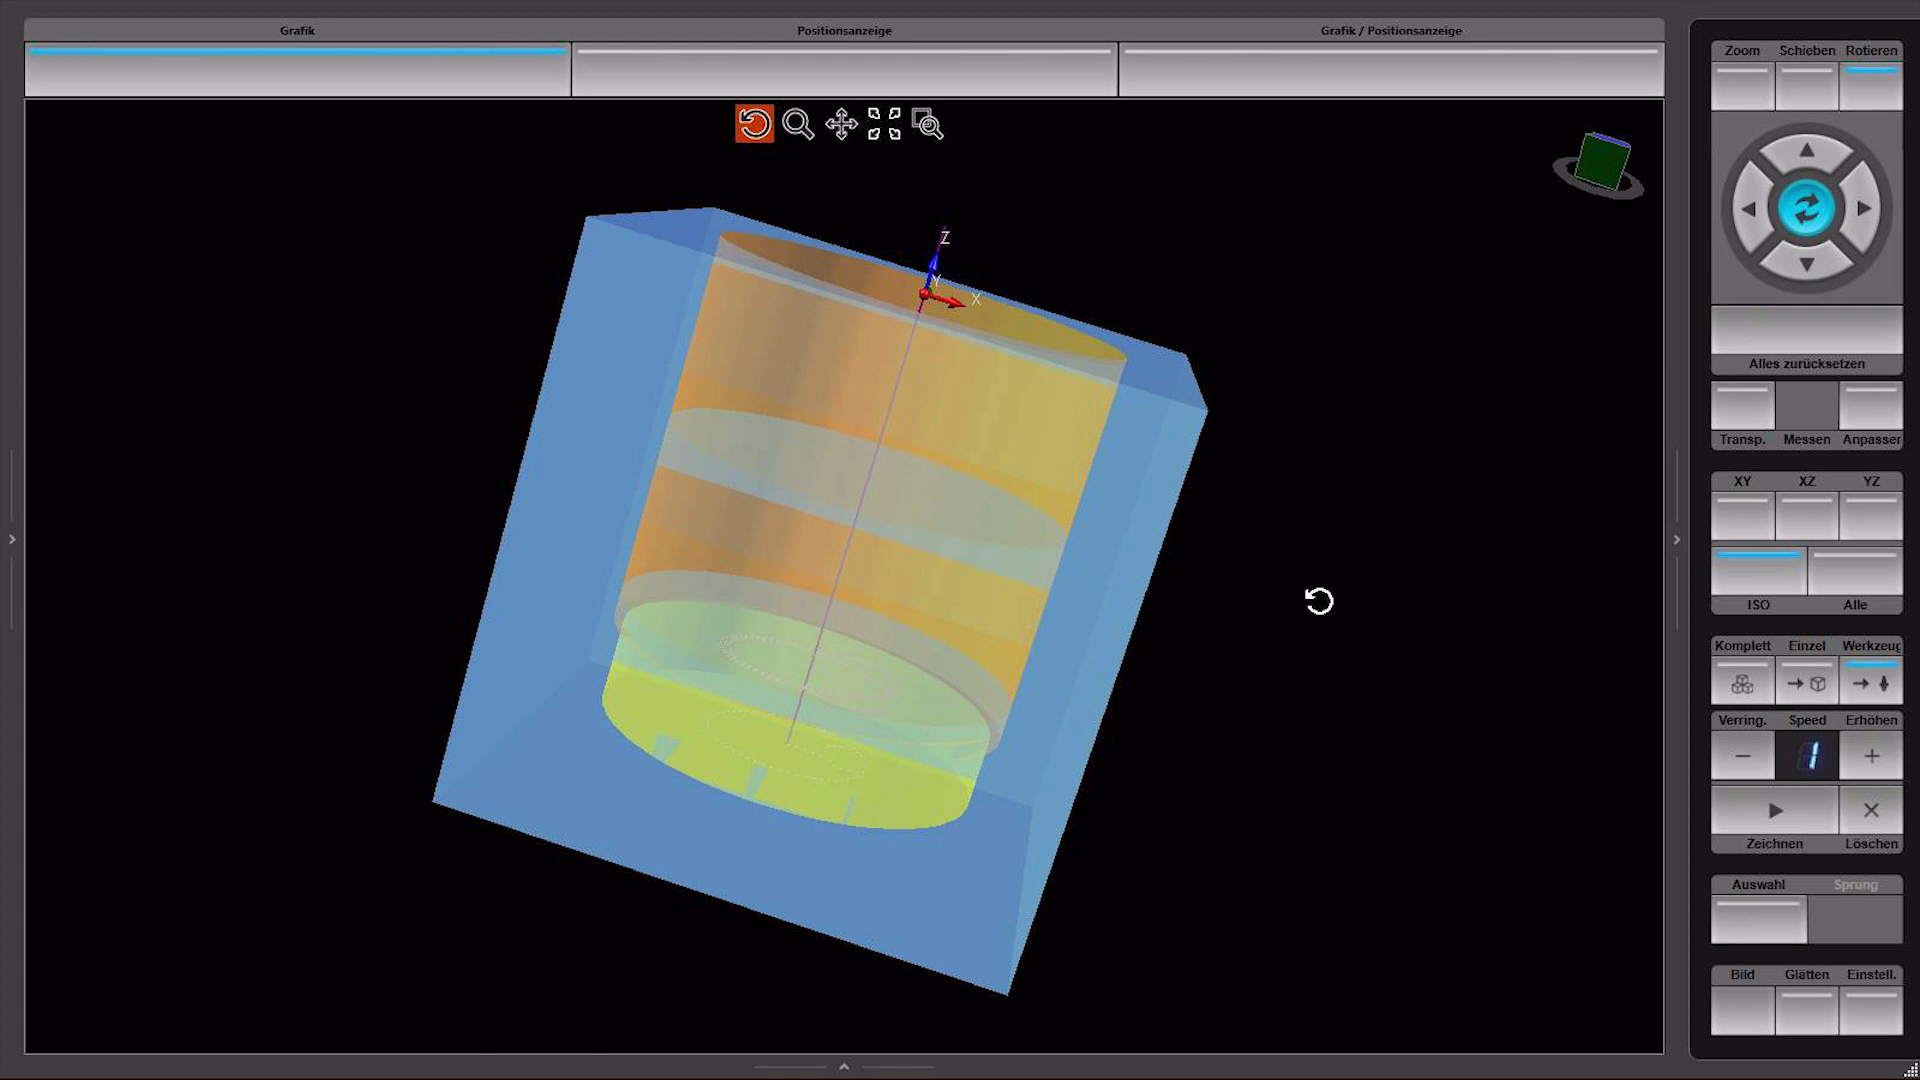 Grafik
Positionsanzeige
Grafik / Positionsanzeige
Zoom
Schieben
Rotieren
Z
Y
X
Alles zurücksetzen
Transp.
Messen
Anpasser
XY
XZ
YZ
ISO
Alle
Komplett
Einzel
Werkzeug
Verring.
Speed
Erhöhen
1
Zeichnen
Löschen
Auswahl
Sprung
Bild
Glätten
Einstell.